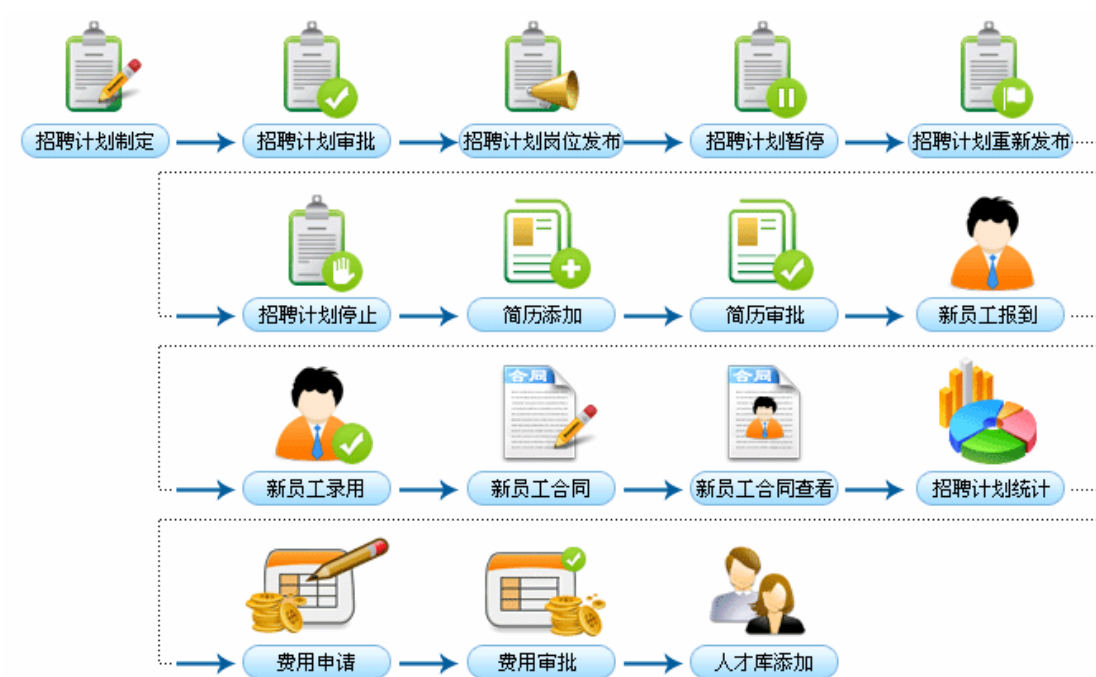 招聘计划制定
招聘计划审批
招聘计划岗位发布
招聘计划暂停
招聘计划重新发布
招聘计划停止
简历添加
简历审批
新员工报到
合同
合同
新员工录用
新员工合同
新员工合同查看
招聘计划统计
费用申请
费用审批
人才库添加